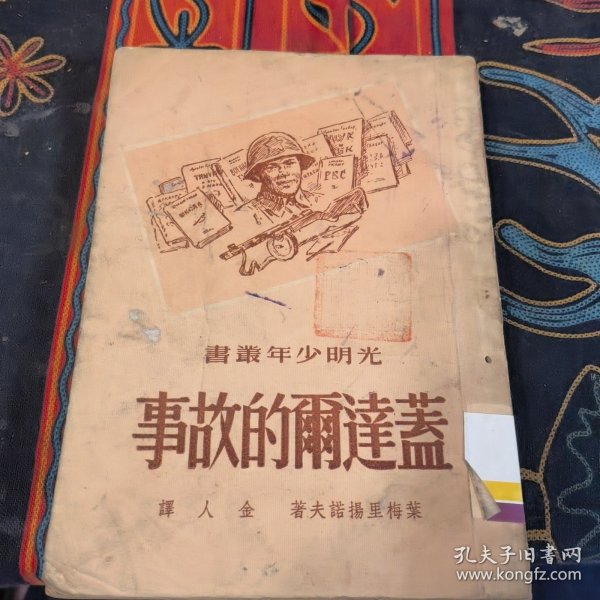 光明少年叢書
蓋達爾的故事
葉梅里揚諾夫著 金人譯
孔夫子旧书网
www.kongfz.com